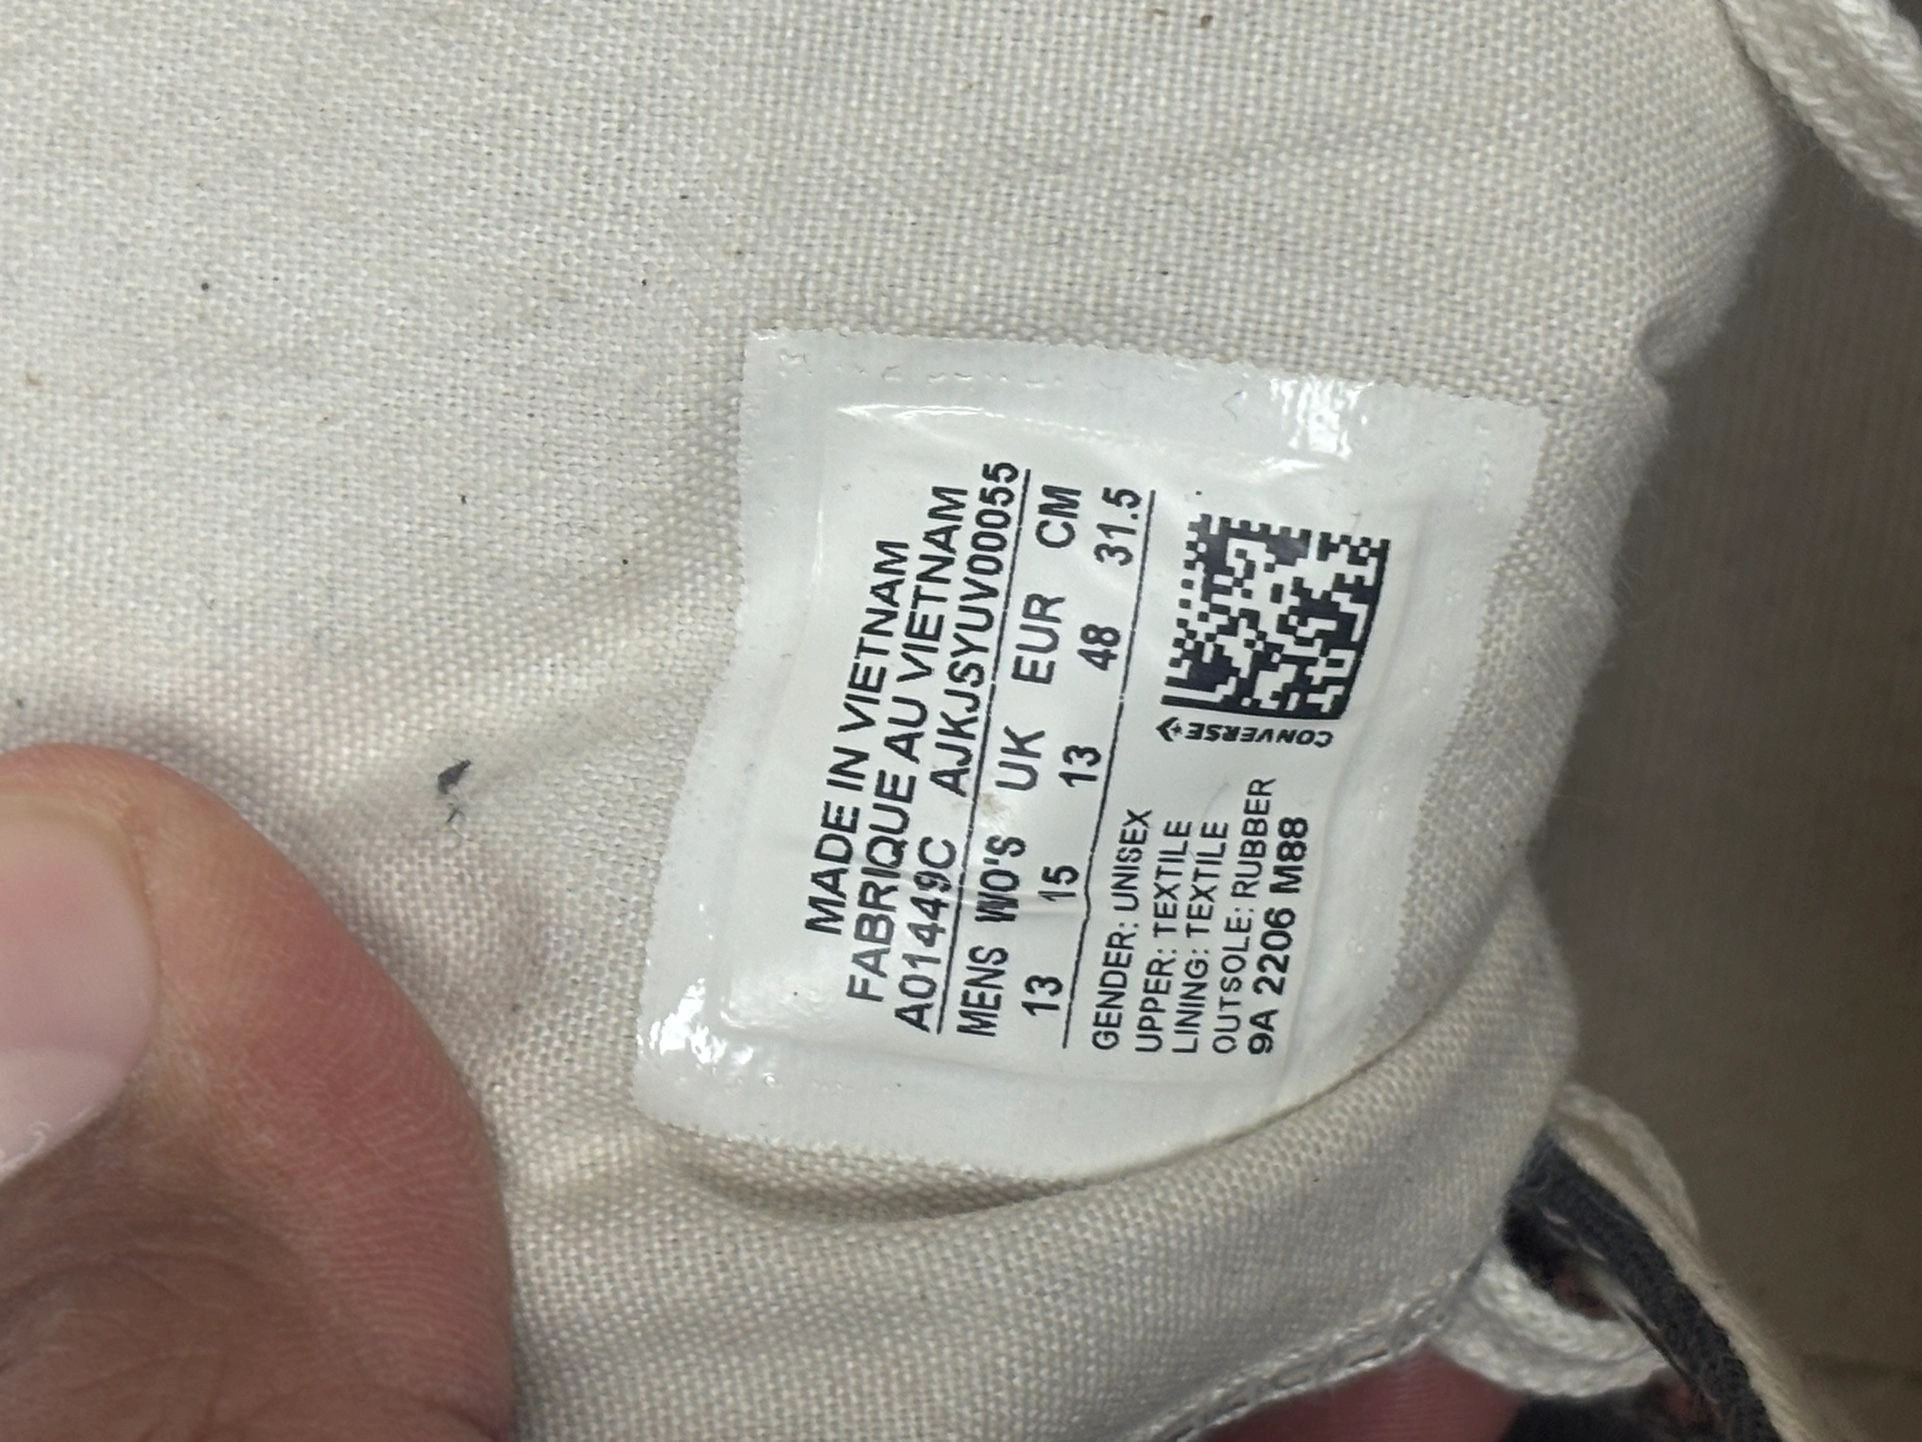 MADE IN VIETNAM
FABRIQUE AU VIETNAM
A01449C AJKJSYUV00055
MENS WO'S UK EUR CM
13 15 13 48 31.5
GENDER: UNISEX
UPPER: TEXTILE
LINING: TEXTILE
OUTSOLE: RUBBER
9A 2206 M88
CONVERSE